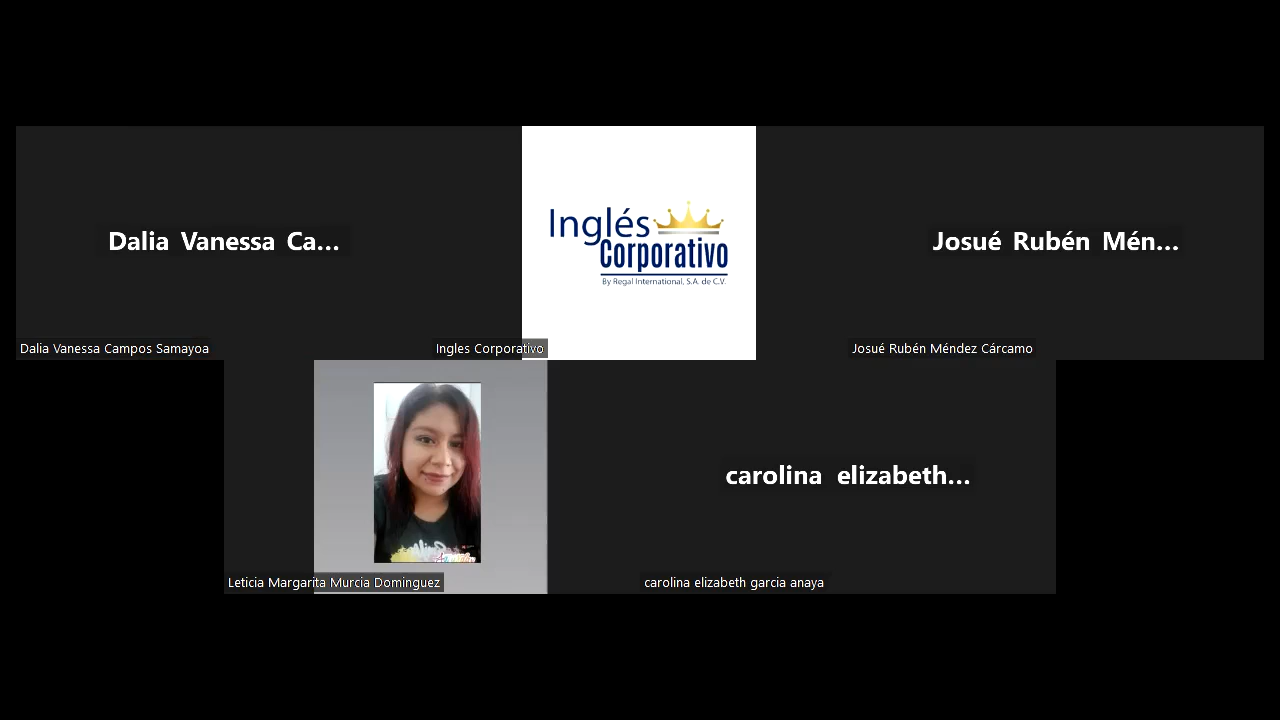 Dalia Vanessa Ca...
Inglés
Corporativo
By Regal International, S.A. de C.V.
Josué Rubén Mén...
Dalia Vanessa Campos Samayoa
Ingles Corporativo
Josué Rubén Méndez Cárcamo
carolina elizabeth...
Leticia Margarita Murcia Dominguez
carolina elizabeth garcia anaya